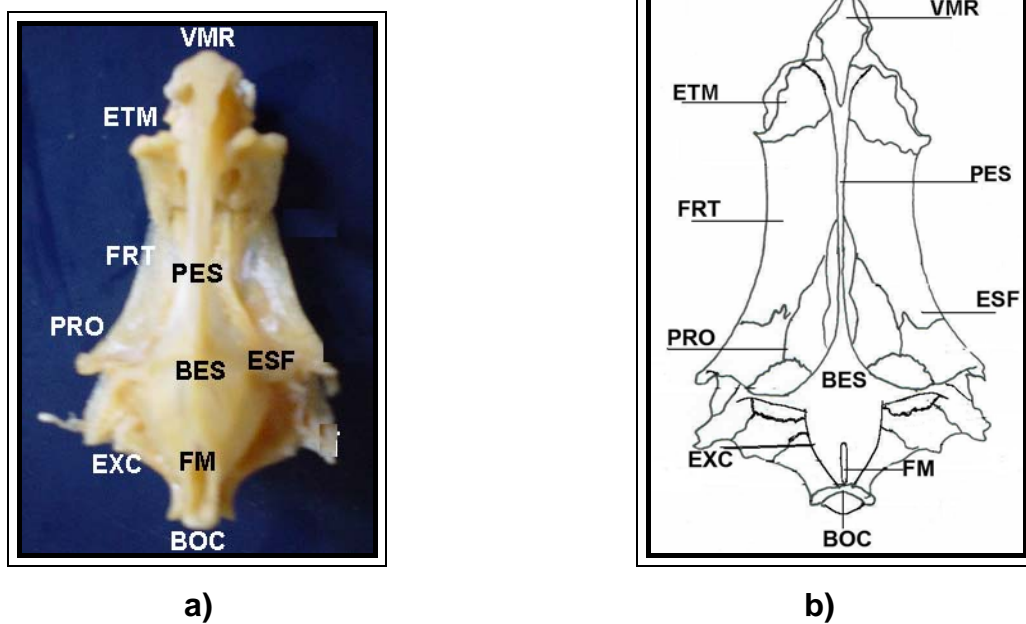 VMR
ETM
FRT
PES
PRO
BES
ESF
EXC
FM
BOC
a)
VMR
ETM
PES
FRT
ESF
PRO
BES
EXC
FM
BOC
b)